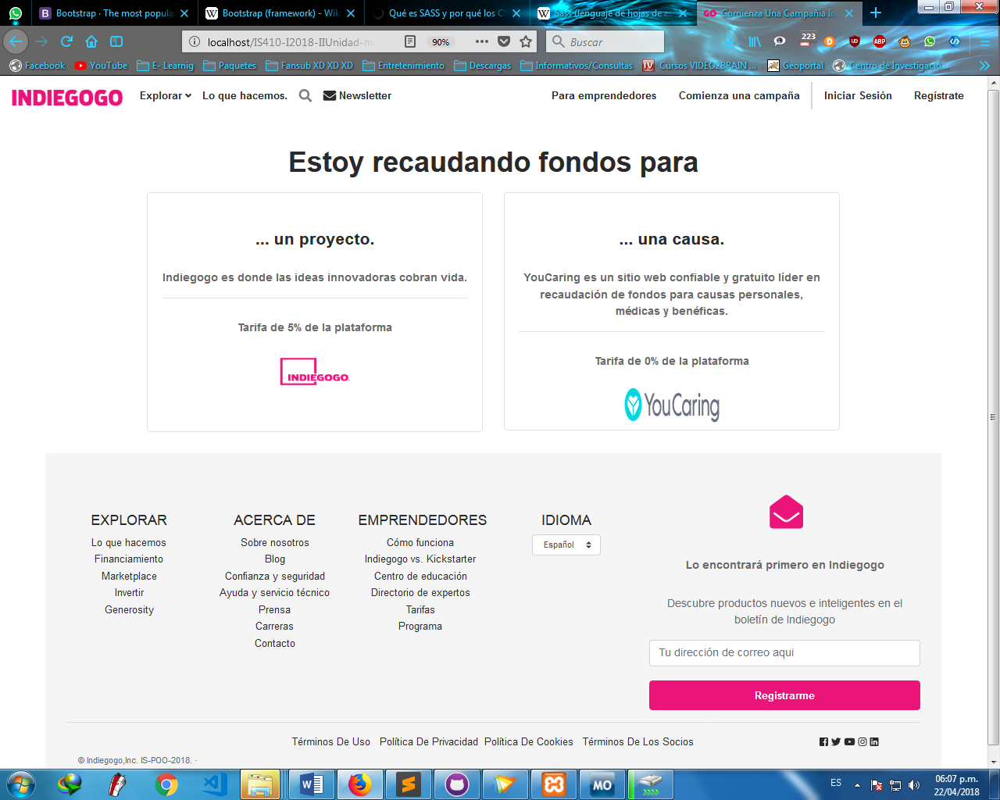 Bootstrap · The most popula
Bootstrap (framework) - Wik
Qué es SASS y por qué los CS
Sass (lenguaje de hojas de e
GO Comienza Una Campaña In
localhost/IS410-I2018-IIUnidad-m
90%
Buscar
223
Facebook
YouTube
E- Learnig
Paquetes
Fansub XD XD XD
Entretenimiento
Descargas
Informativos/Consultas
Cursos VIDEO2BRAIN ...
Geoportal
Centro de Investigació...
INDIEGOGO
Explorar
Lo que hacemos.
Newsletter
Para emprendedores
Comienza una campaña
Iniciar Sesión
Regístrate
Estoy recaudando fondos para
... un proyecto.
Indiegogo es donde las ideas innovadoras cobran vida.
Tarifa de 5% de la plataforma
INDIEGOGO
... una causa.
YouCaring es un sitio web confiable y gratuito líder en
recaudación de fondos para causas personales,
médicas y benéficas.
Tarifa de 0% de la plataforma
YouCaring
EXPLORAR
Lo que hacemos
Financiamiento
Marketplace
Invertir
Generosity
ACERCA DE
Sobre nosotros
Blog
Confianza y seguridad
Ayuda y servicio técnico
Prensa
Carreras
Contacto
EMPRENDEDORES
Cómo funciona
Indiegogo vs. Kickstarter
Centro de educación
Directorio de expertos
Tarifas
Programa
IDIOMA
Español
Lo encontrará primero en Indiegogo
Descubre productos nuevos e inteligentes en el
boletín de Indiegogo
Tu dirección de correo aqui
Registrarme
Términos De Uso
Política De Privacidad
Política De Cookies
Términos De Los Socios
© Indiegogo,Inc. IS-POO-2018. ·
ES
06:07 p.m.
22/04/2018